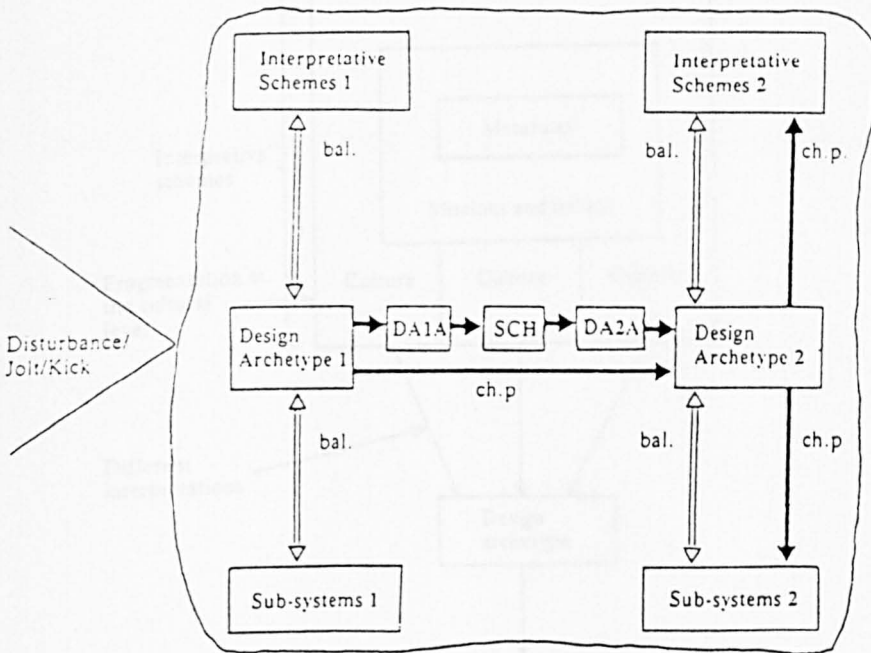 Interpretative
Schemes 1
Interpretative
Schemes 2
bal.
bal.
ch.p.
Disturbance/
Jolt/Kick
Design
Archetype 1
DA1A
SCH
DA2A
Design
Archetype 2
ch.p
bal.
bal.
ch.p
Sub-systems 1
Sub-systems 2